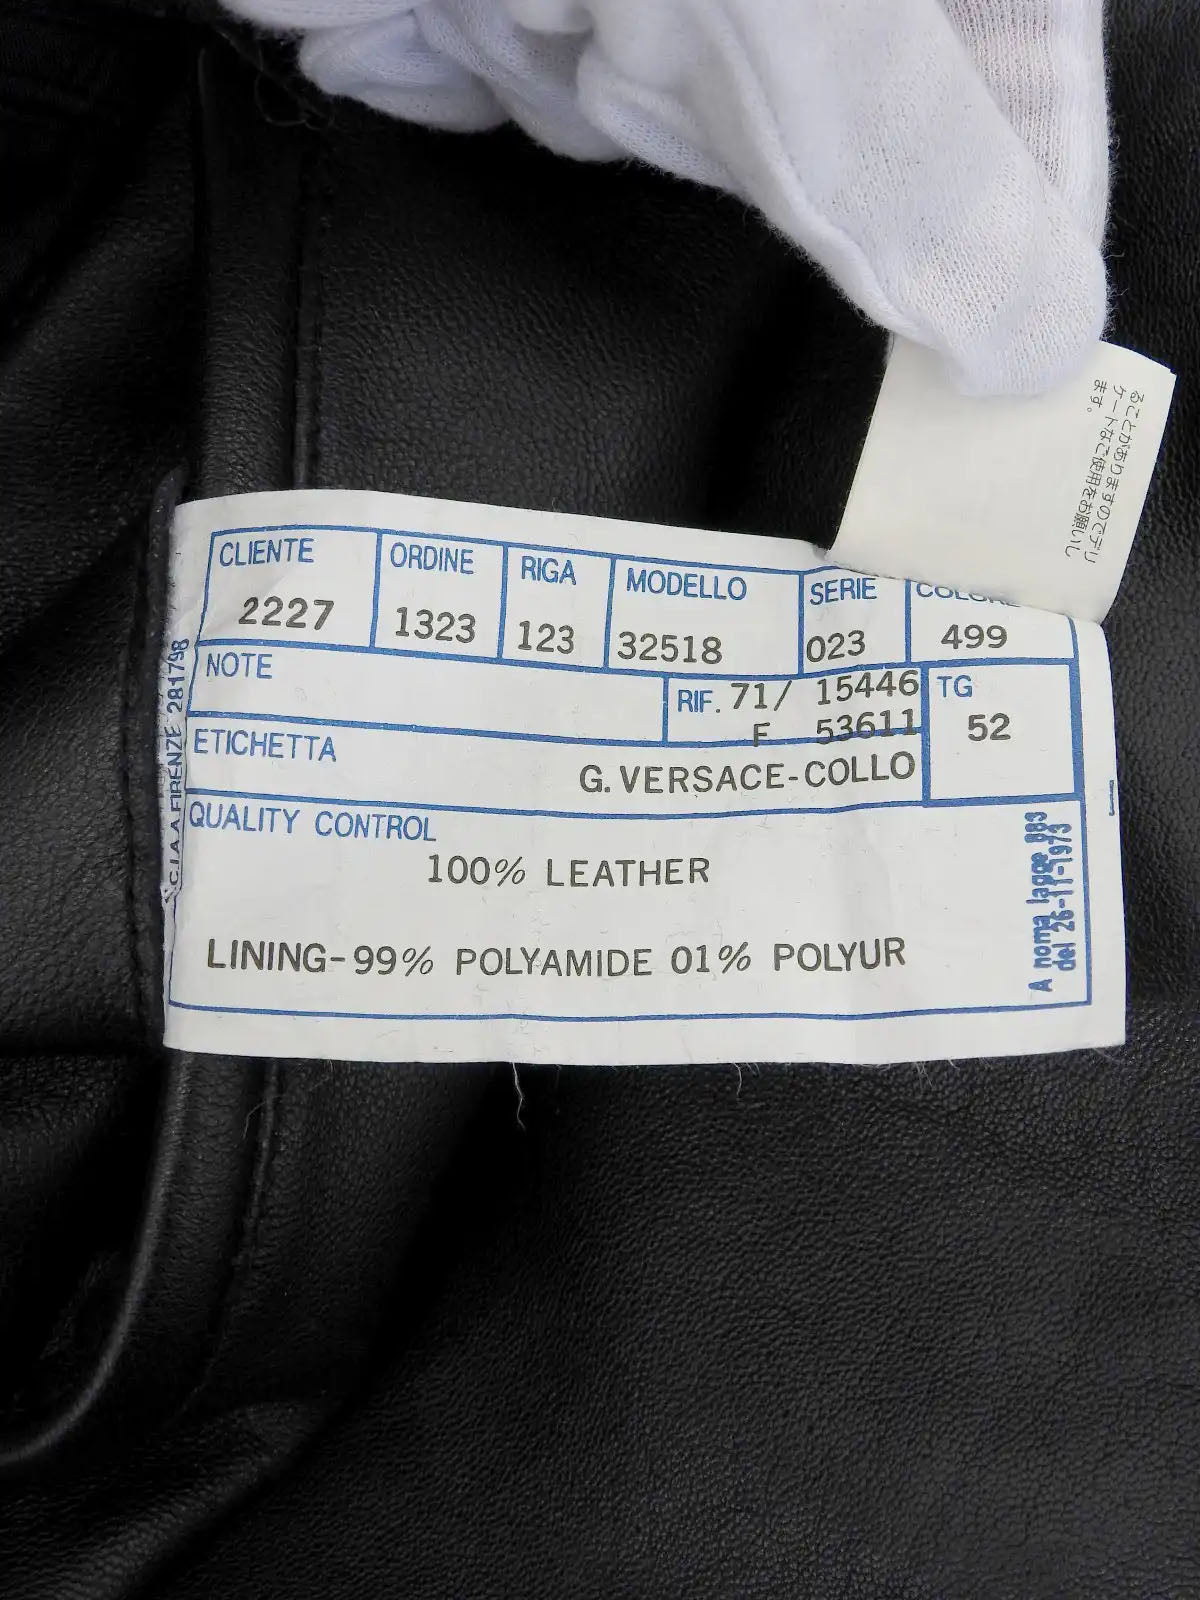 ることがありますのでデリ
ケートなご使用をお願いし
ます。
CLIENTE ORDINE RIGA MODELLO SERIE COLORE
2227 1323 123 32518 023 499
NOTE RIF. 71/ 15446 TG
F 53611 52
ETICHETTA
G. VERSACE-COLLO
QUALITY CONTROL
100% LEATHER
LINING-99% POLYAMIDE 01% POLYUR
A noma lagge 883
del 26-11-1973
C.I.A.A. FIRENZE 281798